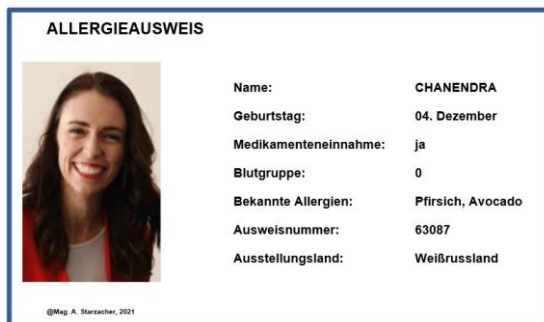 ALLERGIEAUSWEIS
Name: CHANENDRA
Geburtstag: 04. Dezember
Medikamenteneinnahme: ja
Blutgruppe: 0
Bekannte Allergien: Pfirsich, Avocado
Ausweisnummer: 63087
Ausstellungsland: Weißrussland
@Mag. A. Starzacher, 2021